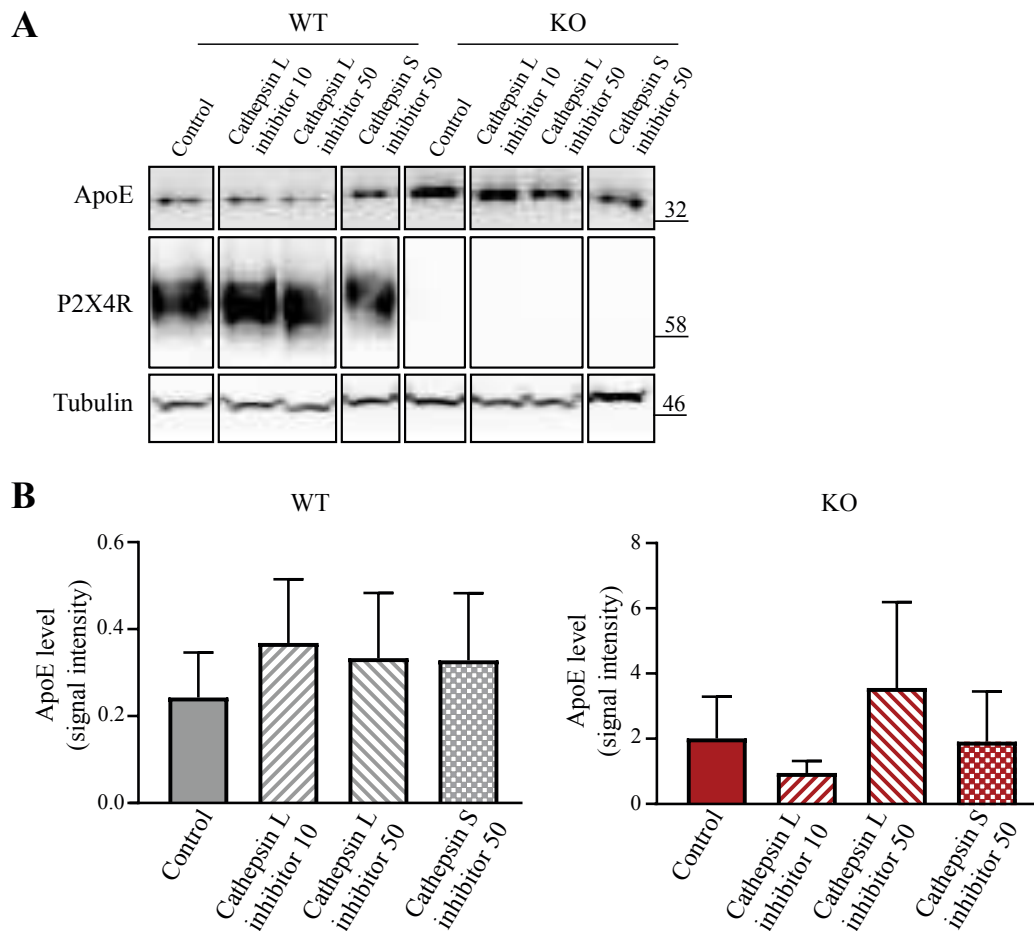 A
WT
KO
Control
Cathepsin L
inhibitor 10
Cathepsin L
inhibitor 50
Cathepsin S
inhibitor 50
Control
Cathepsin L
inhibitor 10
Cathepsin L
inhibitor 50
Cathepsin S
inhibitor 50
ApoE
32
P2X4R
58
Tubulin
46
B
WT
ApoE level
(signal intensity)
0.6
0.4
0.2
0.0
Control
Cathepsin L
inhibitor 10
Cathepsin L
inhibitor 50
Cathepsin S
inhibitor 50
KO
ApoE level
(signal intensity)
8
6
4
2
0
Control
Cathepsin L
inhibitor 10
Cathepsin L
inhibitor 50
Cathepsin S
inhibitor 50